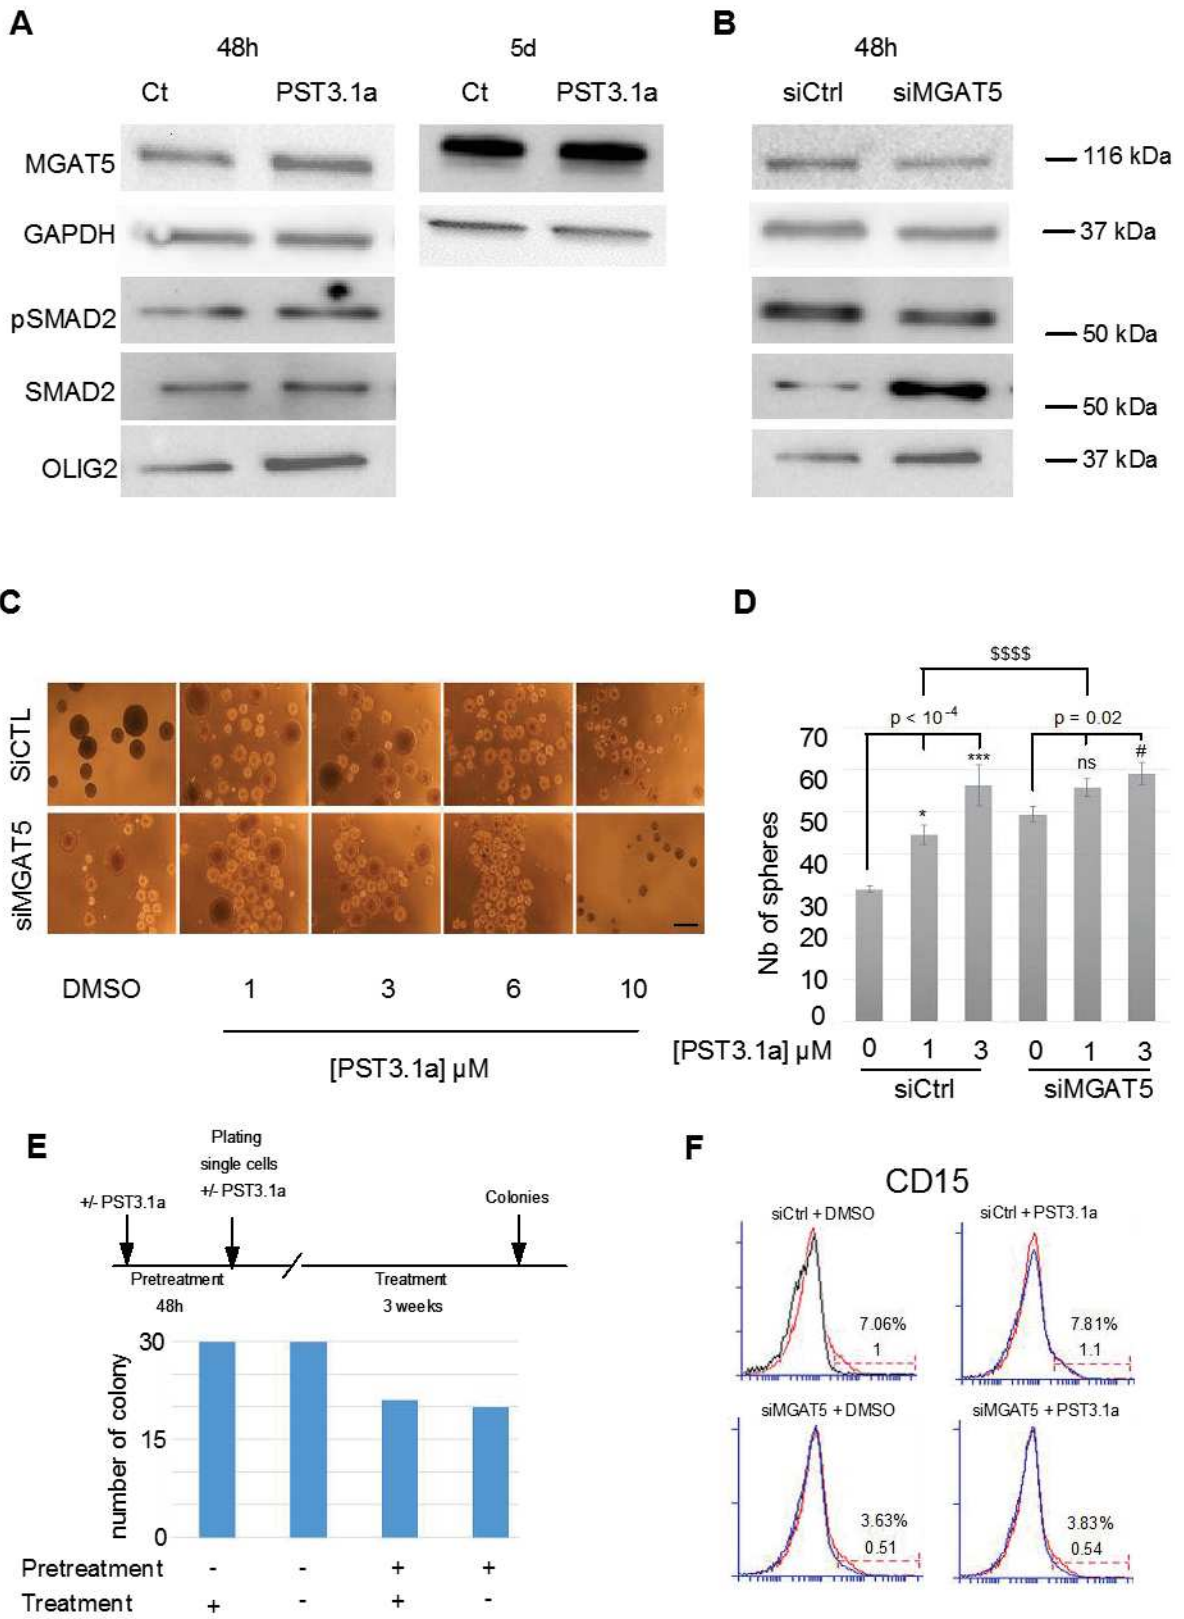 A
B
48h
5d
48h
Ct
PST3.1a
Ct
PST3.1a
siCtrl
siMGAT5
MGAT5
116 kDa
GAPDH
37 kDa
pSMAD2
50 kDa
SMAD2
50 kDa
OLIG2
37 kDa
C
SiCTL
siMGAT5
DMSO
1
3
6
10
[PST3.1a] µM
D
$$$$
p < 10-4
p = 0.02
*
***
ns
#
Nb of spheres
70
60
50
40
30
20
10
0
[PST3.1a] µM
0
1
3
0
1
3
siCtrl
siMGAT5
E
Plating
single cells
+/- PST3.1a
+/- PST3.1a
Colonies
Pretreatment
48h
Treatment
3 weeks
number of colony
30
15
0
Pretreatment
-
-
+
+
Treatment
+
-
+
-
F
CD15
siCtrl + DMSO
7.06%
1
siCtrl + PST3.1a
7.81%
1.1
siMGAT5 + DMSO
3.63%
0.51
siMGAT5 + PST3.1a
3.83%
0.54